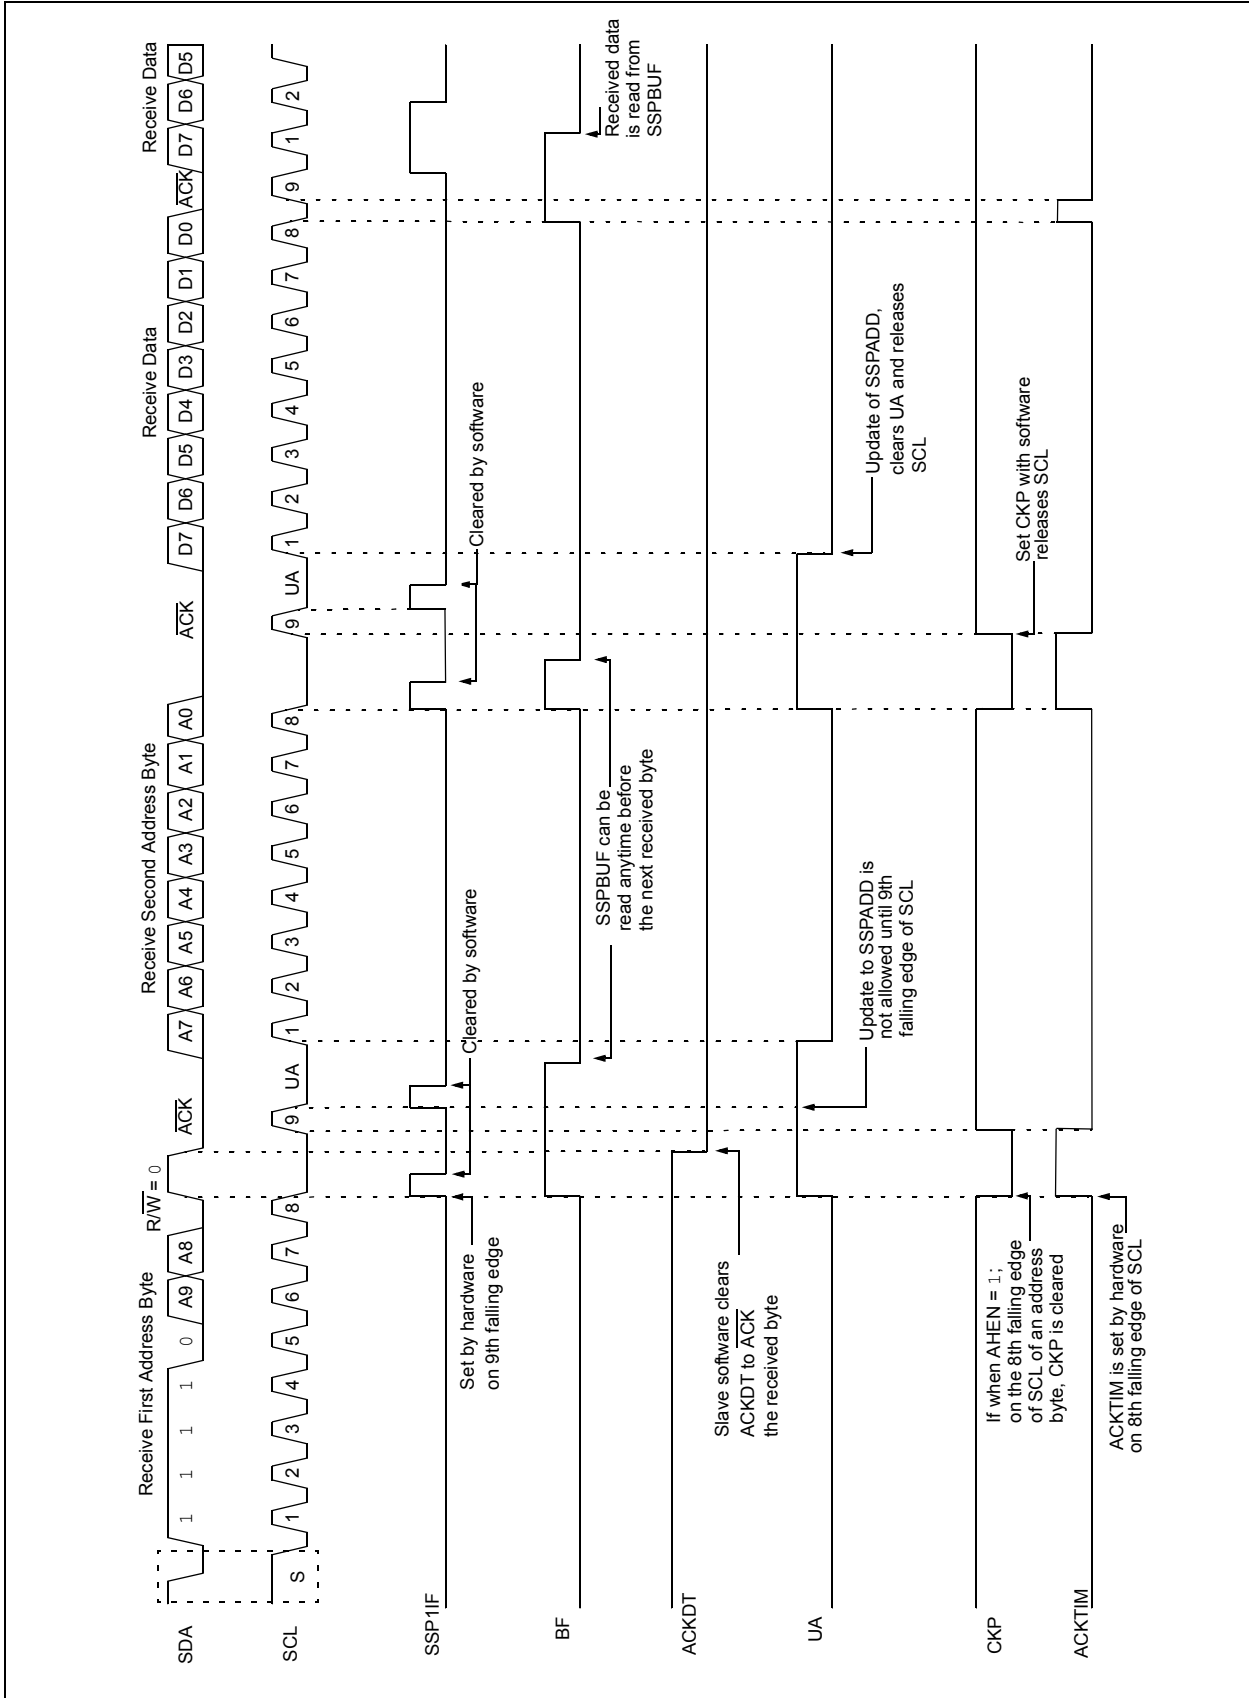 Receive First Address Byte
R/W = 0
ACK
Receive Second Address Byte
ACK
Receive Data
ACK
Receive Data
SDA
1 1 1 1 0 A9 A8
A7 A6 A5 A4 A3 A2 A1 A0
D7 D6 D5 D4 D3 D2 D1 D0
D7 D6 D5
SCL
S
1 2 3 4 5 6 7 8 9 UA
1 2 3 4 5 6 7 8 9 UA
1 2 3 4 5 6 7 8 9
1 2
SSP1IF
Set by hardware
on 9th falling edge
Cleared by software
Cleared by software
BF
SSPBUF can be
read anytime before
the next received byte
Received data
is read from
SSPBUF
ACKDT
Slave software clears
ACKDT to ACK
the received byte
UA
Update to SSPADD is
not allowed until 9th
falling edge of SCL
Update of SSPADD,
clears UA and releases
SCL
CKP
If when AHEN = 1;
on the 8th falling edge
of SCL of an address
byte, CKP is cleared
Set CKP with software
releases SCL
ACKTIM
ACKTIM is set by hardware
on 8th falling edge of SCL